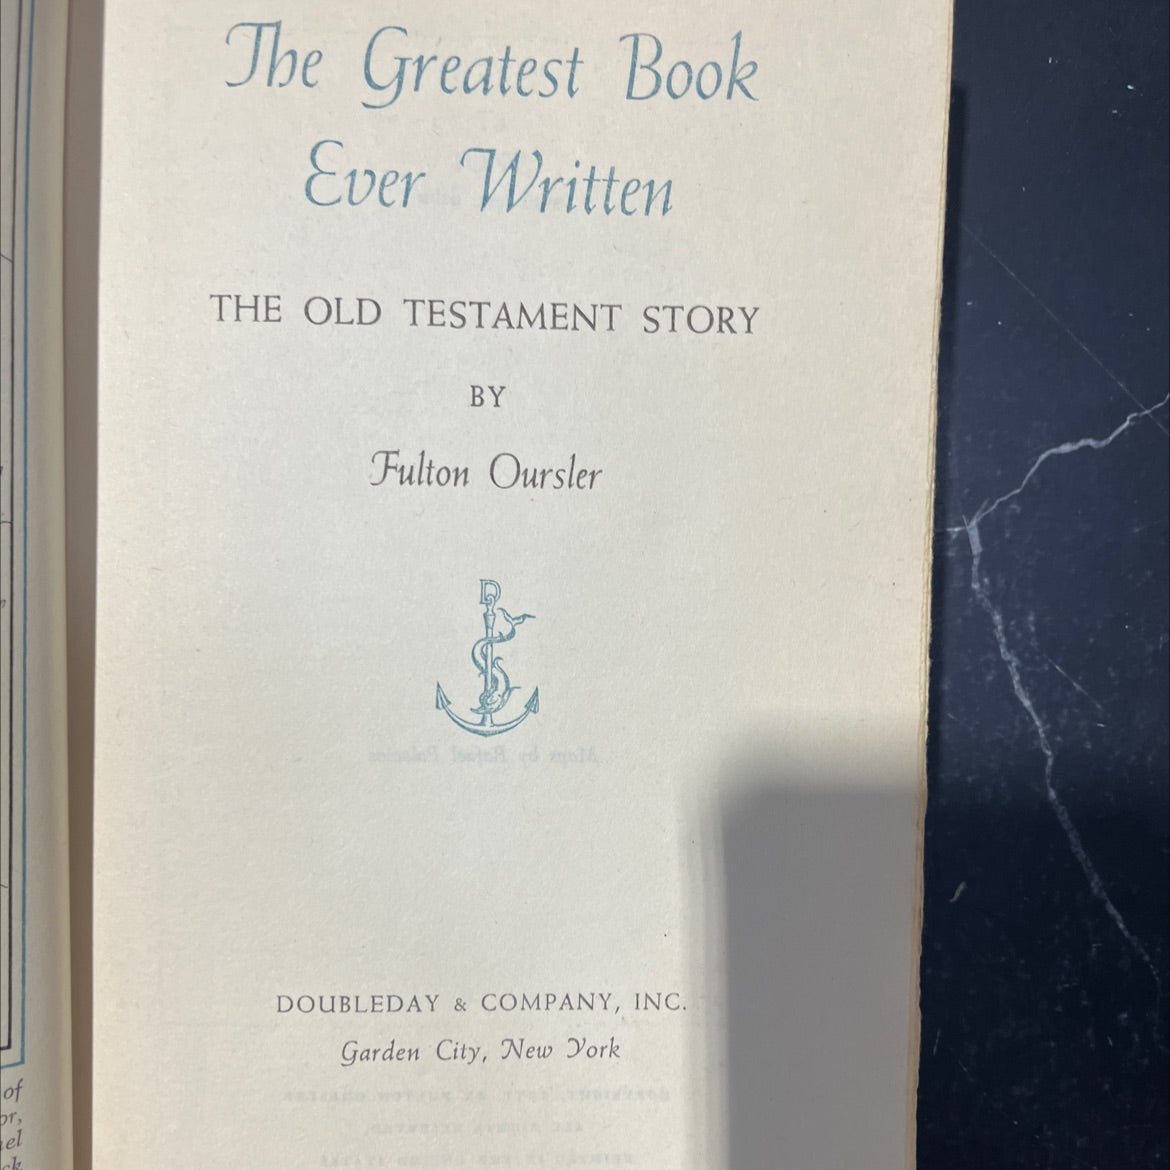 The Greatest Book
Ever Written
THE OLD TESTAMENT STORY
BY
Fulton Oursler
D
DOUBLEDAY & COMPANY, INC.
Garden City, New York
of